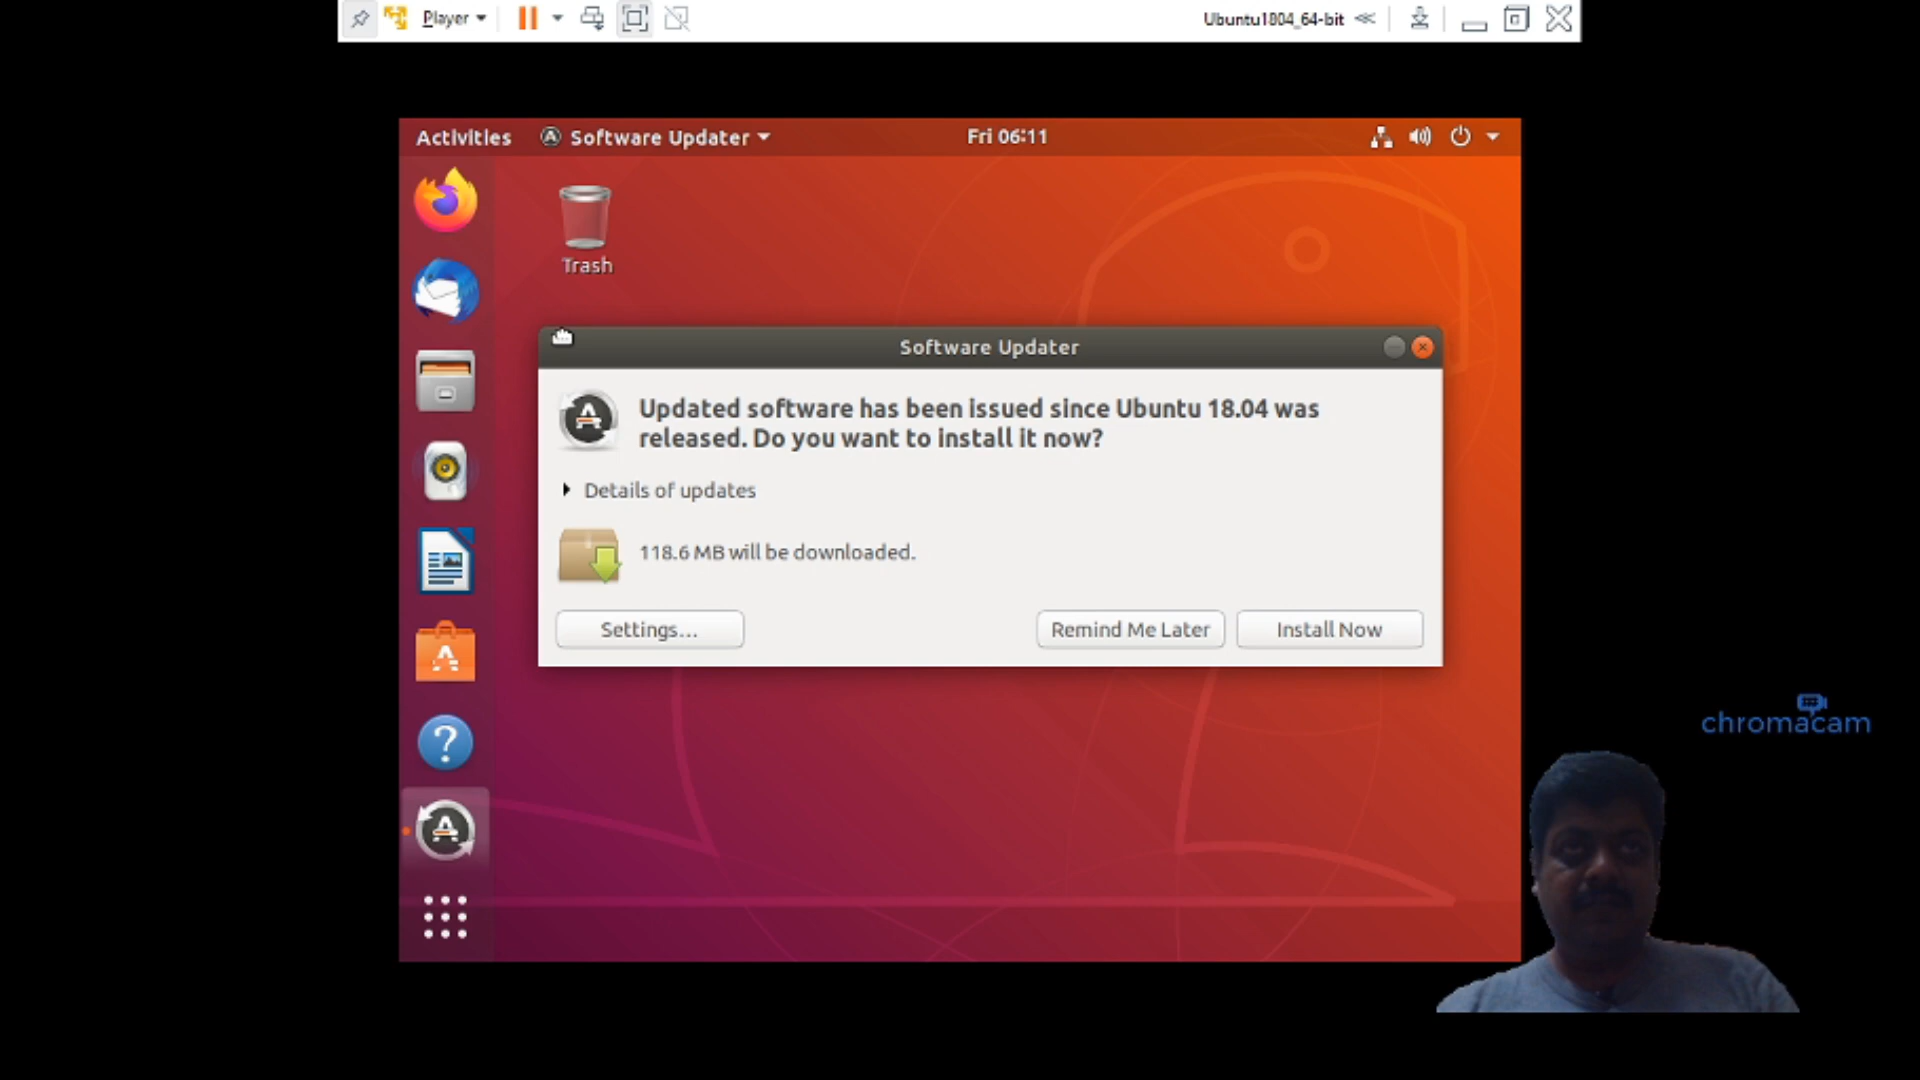 Player
Ubuntu1804_64-bit
Activities
Software Updater
Fri 06:11
Trash
Software Updater
Updated software has been issued since Ubuntu 18.04 was
released. Do you want to install it now?
Details of updates
118.6 MB will be downloaded.
Settings...
Remind Me Later
Install Now
chromacam